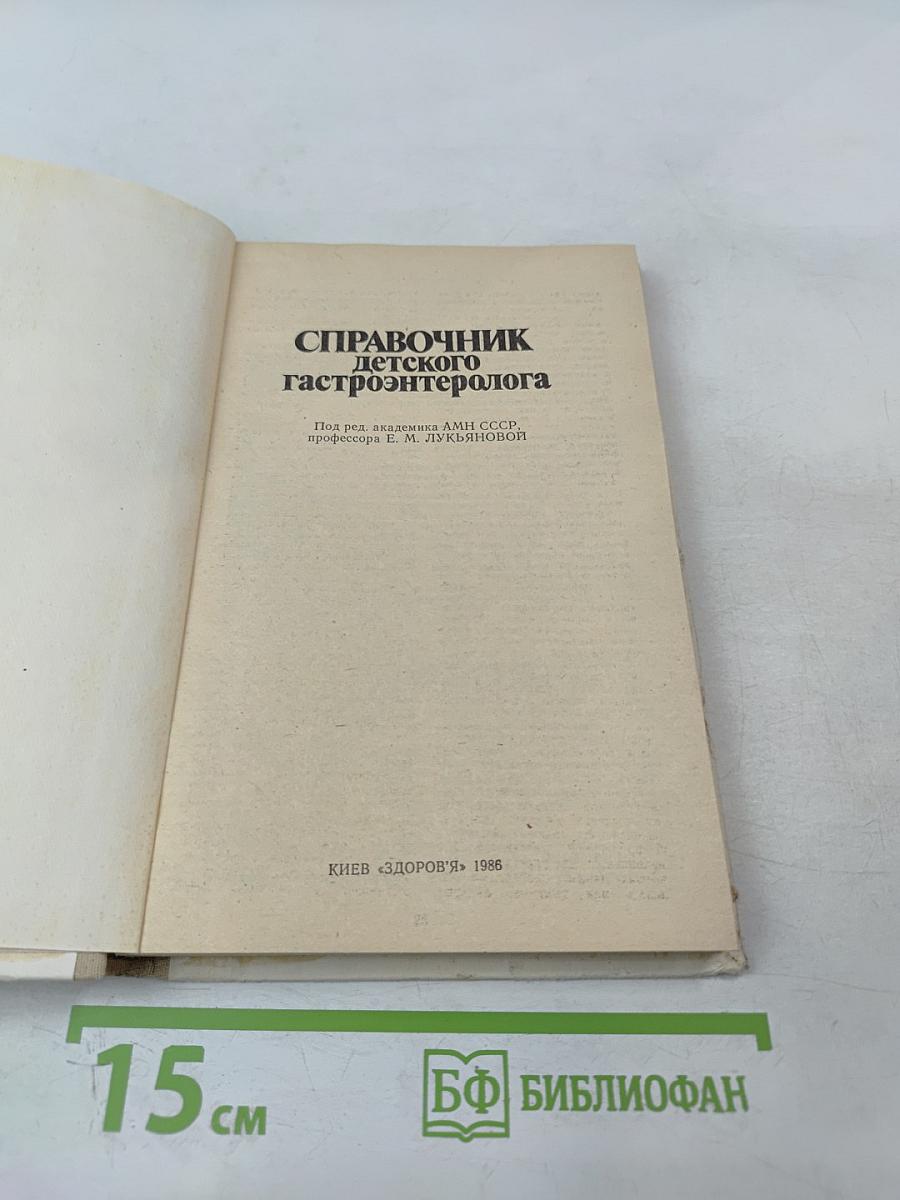 СПРАВОЧНИК
детского
гастроэнтеролога
Под ред. академика АМН СССР,
профессора Е. М. ЛУКЬЯНОВОЙ
КИЕВ «ЗДОРОВ'Я» 1986
15 см
БФ БИБЛИОФАН